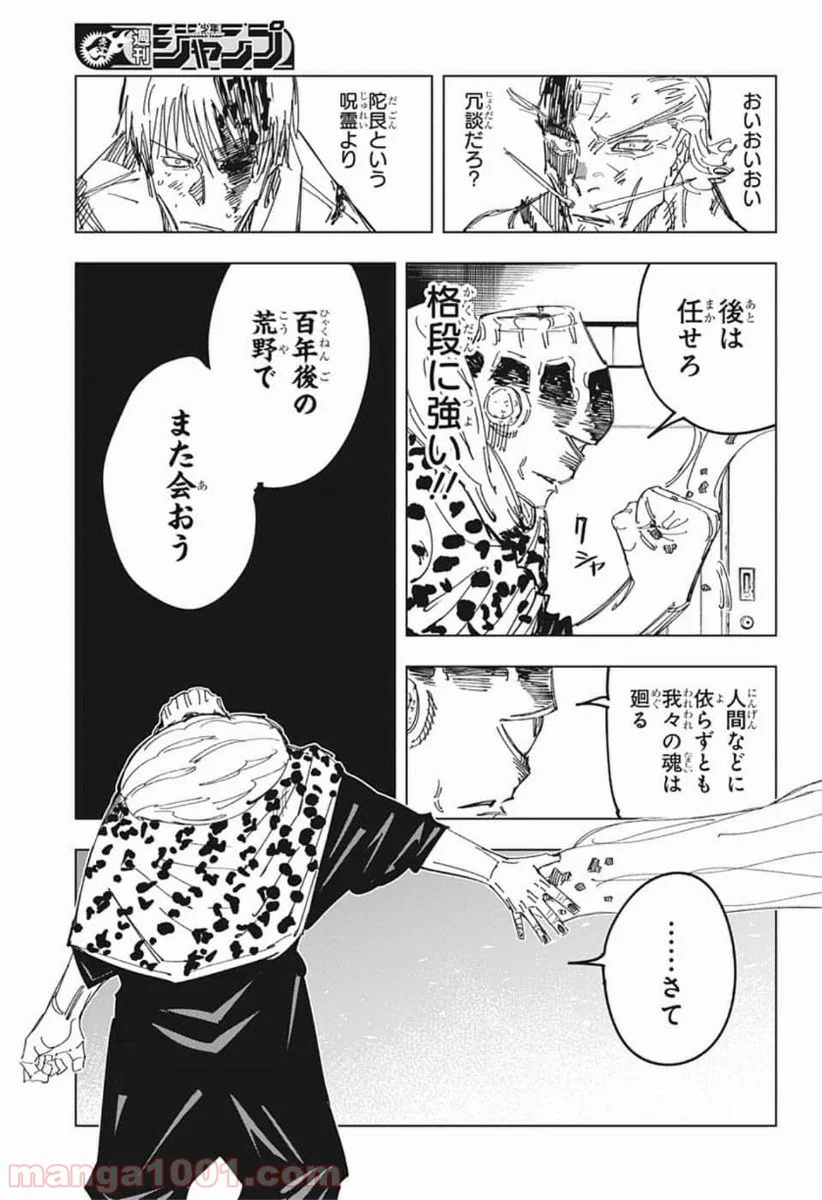 週刊
少年
ジャンプ
おいおいおい
冗談だろ?
陀艮という
呪霊より
後は
任せろ
格段に強い!!
クシャ
百年後の
荒野で
また会おう
人間などに
依らずとも
我々の魂は
廻る
……さて
manga1001.com